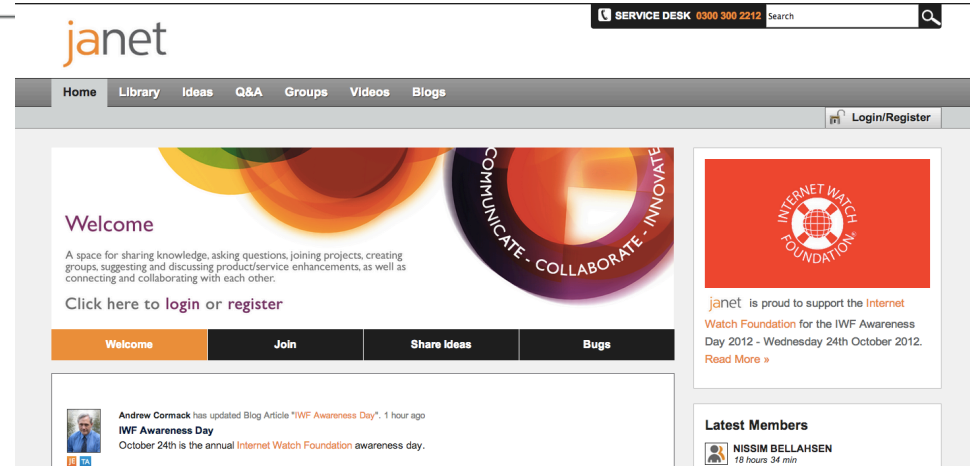 janet
SERVICE DESK 0300 300 2212 Search
Home Library Ideas Q&A Groups Videos Blogs
Login/Register
COMMUNICATE - COLLABORATE - INNOVATE
Welcome
A space for sharing knowledge, asking questions, joining projects, creating
groups, suggesting and discussing product/service enhancements, as well as
connecting and collaborating with each other.
Click here to login or register
Welcome Join Share Ideas Bugs
Andrew Cormack has updated Blog Article "IWF Awareness Day". 1 hour ago
IWF Awareness Day
October 24th is the annual Internet Watch Foundation awareness day.
JE TA
INTERNET WATCH
FOUNDATION
janet is proud to support the Internet
Watch Foundation for the IWF Awareness
Day 2012 - Wednesday 24th October 2012.
Read More »
Latest Members
NISSIM BELLAHSEN
18 hours 34 min